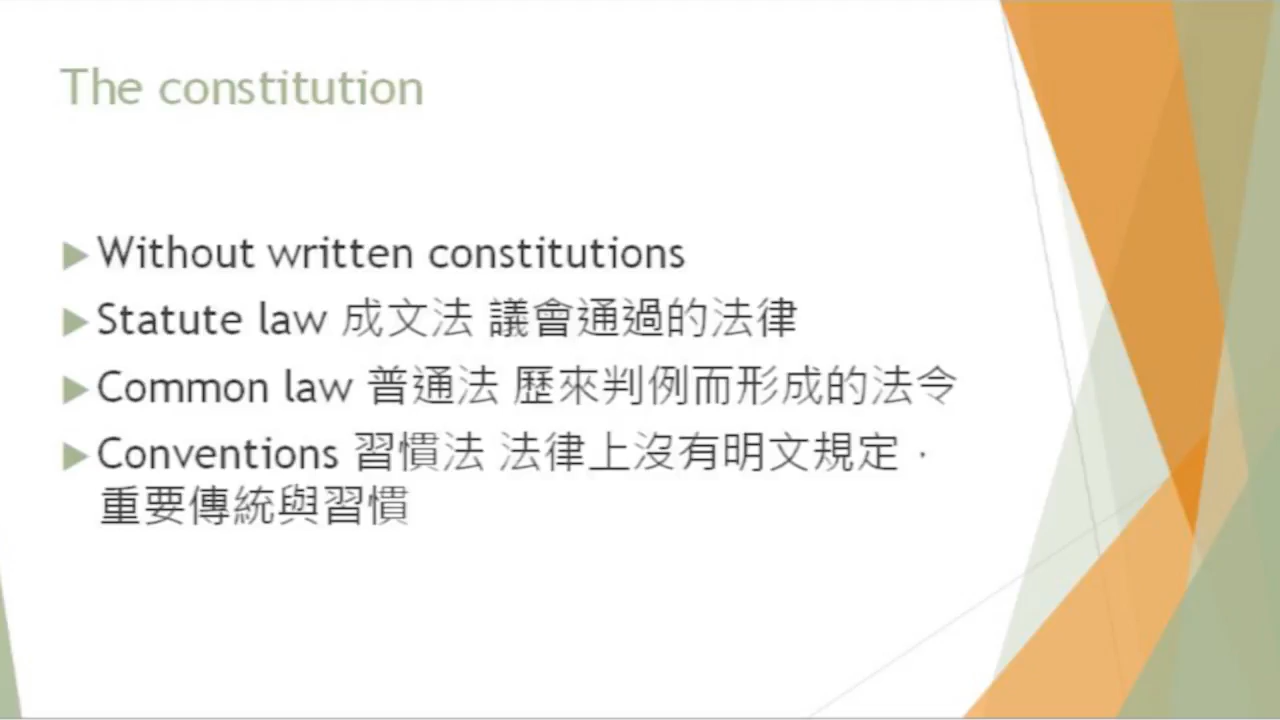 The constitution
Without written constitutions
Statute law 成文法 議會通過的法律
Common law 普通法 歷來判例而形成的法令
Conventions 習慣法 法律上沒有明文規定，
重要傳統與習慣